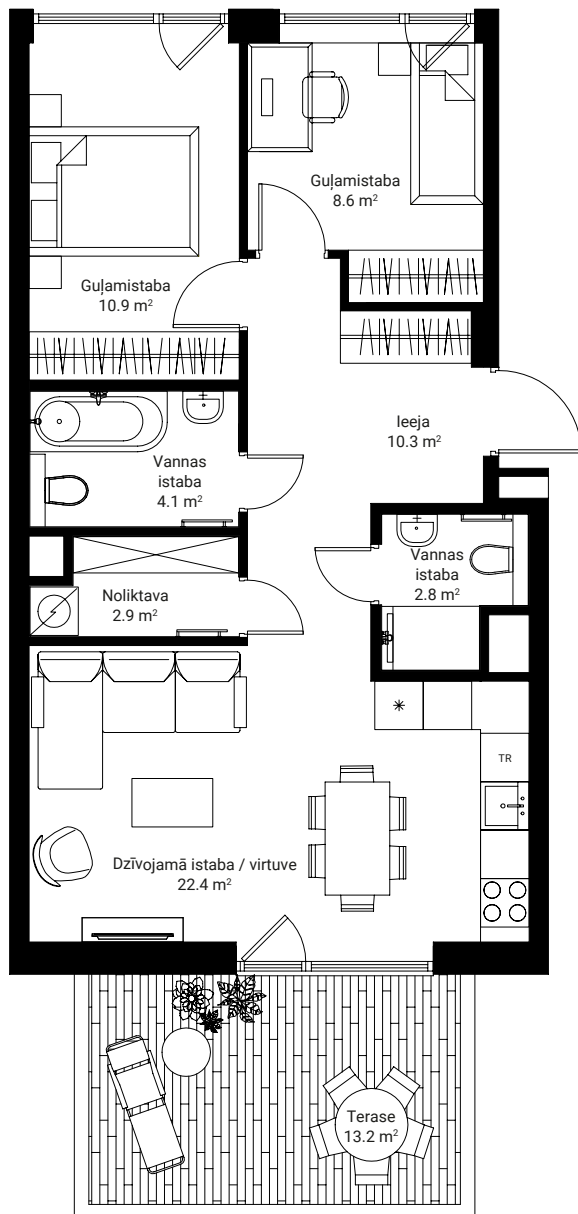 Guļamistaba
8.6 m²
Guļamistaba
10.9 m²
Ieeja
10.3 m²
Vannas
istaba
4.1 m²
Vannas
istaba
2.8 m²
Noliktava
2.9 m²
TR
Dzīvojamā istaba / virtuve
22.4 m²
Terase
13.2 m²